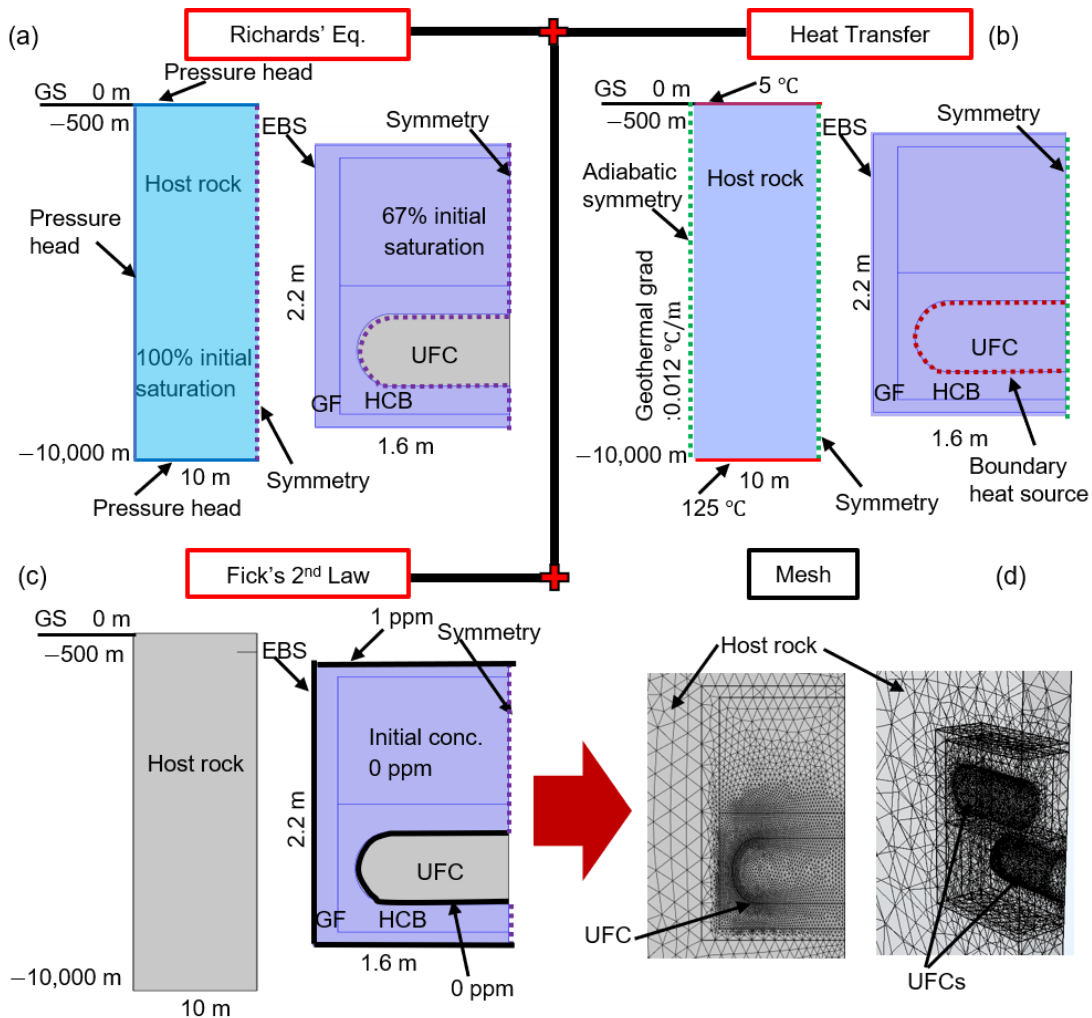 (a)
Richards' Eq.
Pressure head
GS 0 m
−500 m
EBS
Symmetry
Host rock
67% initial
saturation
Pressure
head
2.2 m
100% initial
saturation
UFC
GF
HCB
−10,000 m
10 m
1.6 m
Symmetry
Pressure head
Heat Transfer
(b)
5 ℃
GS 0 m
−500 m
EBS
Symmetry
Adiabatic
symmetry
Host rock
Geothermal grad
:0.012 ℃/m
2.2 m
UFC
GF
HCB
−10,000 m
10 m
1.6 m
125 ℃
Symmetry
Boundary
heat source
(c)
Fick's 2nd Law
1 ppm
GS 0 m
−500 m
EBS
Symmetry
Host rock
Initial conc.
0 ppm
2.2 m
UFC
GF
HCB
−10,000 m
10 m
1.6 m
0 ppm
Mesh
(d)
Host rock
UFC
UFCs